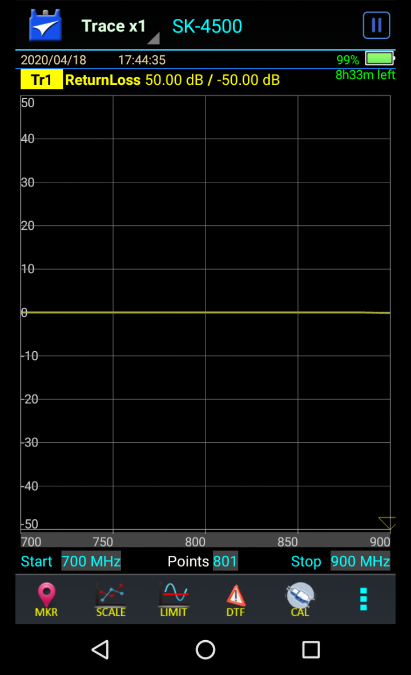 Trace x1 SK-4500
2020/04/18 17:44:35 99%
8h33m left
Tr1 ReturnLoss 50.00 dB / -50.00 dB
50
40
30
20
10
0
-10
-20
-30
-40
-50
700 750 800 850 900
Start 700 MHz Points 801 Stop 900 MHz
MKR SCALE LIMIT DTF CAL